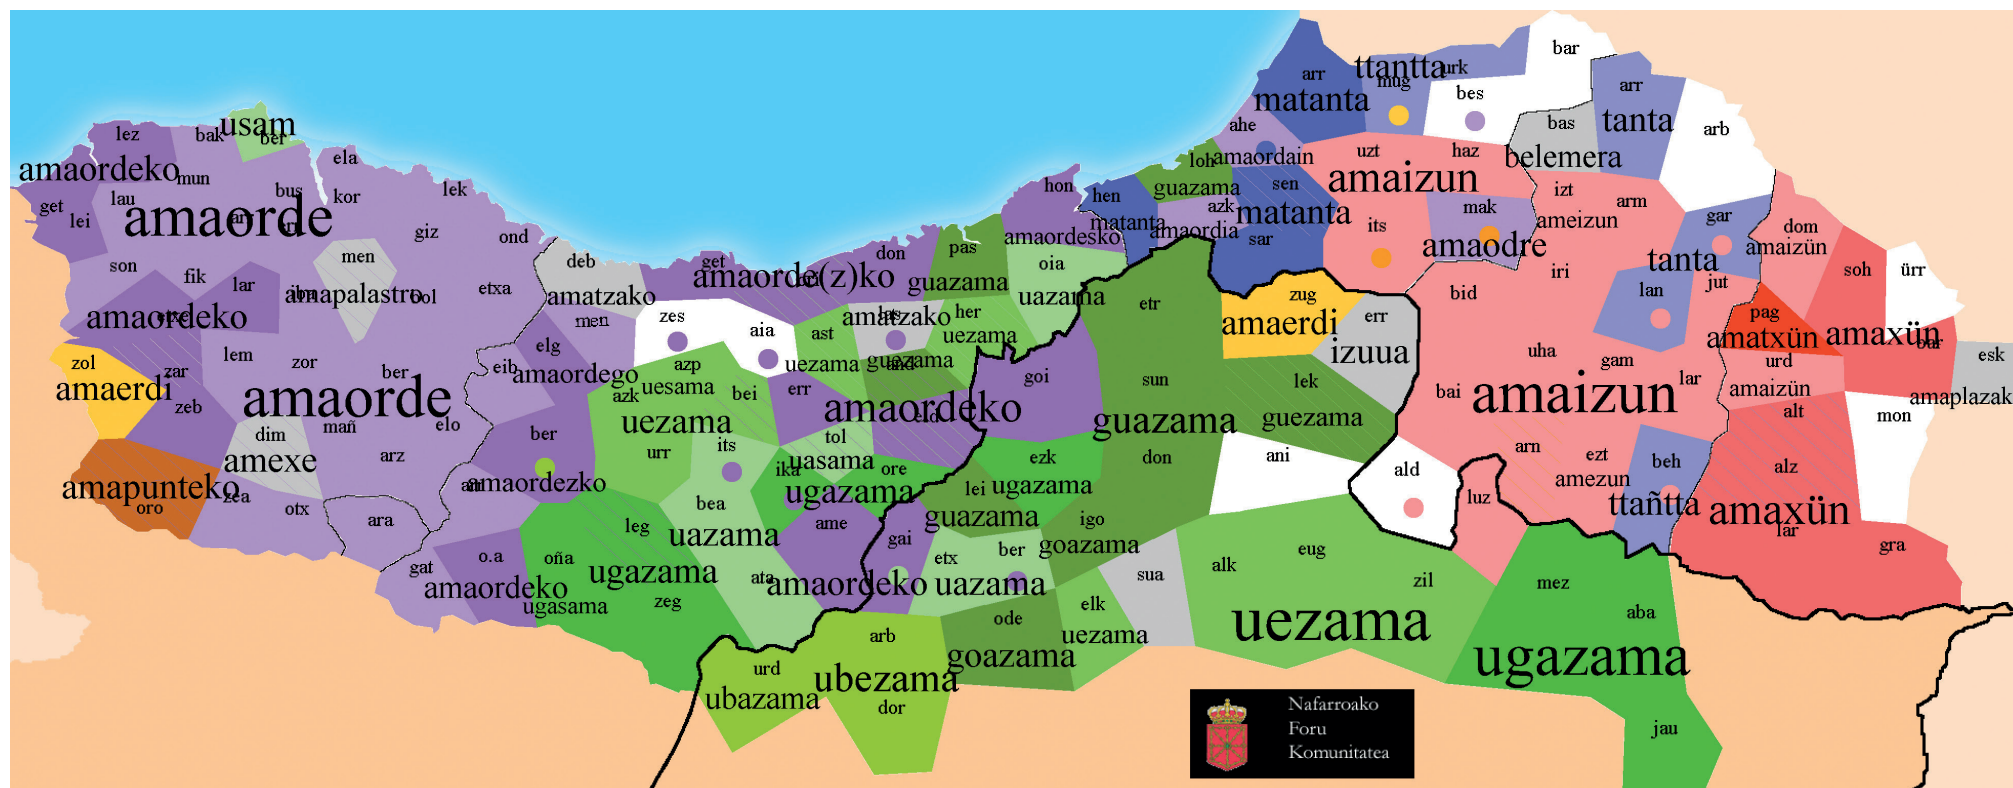 bar
ttantta
urk
arr
mug
arr
bes
matanta
tanta
bas
arb
ahe
lez
bak
usam
ber
uzt
haz
belemera
amaordain
loh
ela
amaordeko
mun
amaizun
guazama
sen
izt
hon
lek
bus
kor
lau
hen
arm
get
azk
matanta
mak
gar
ameizun
lei
amaorde
matanta
its
dom
giz
amaordia
ond
amaordesko
sar
amaodre
amaizün
pas
don
men
deb
get
oia
tanta
son
iri
soh
ürr
fik
amaorde(z)ko
lar
guazama
jut
etxa
lan
bid
amapalastro
bol
amatzako
uazama
zug
etr
amaordeko
zes
men
her
amatzako
err
pag
amaerdi
aia
ast
uezama
amatxün
amaxün
elg
izuua
uha
lem
esk
zol
zor
azp
uezama
guezama
gam
urd
eib
zar
ber
amaordego
goi
sun
lek
lar
amaerdi
uesama
err
amaizün
bai
azk
bei
amaizun
amaplazak
amaorde
zeb
amaordeko
alt
mon
guezama
uezama
guazama
mañ
elo
dim
ber
tol
its
arn
urr
ezt
amexe
arz
ezk
don
ani
beh
uasama
ald
alz
ika
ore
amezun
amapunteko
amaordezko
lei
ugazama
ugazama
luz
zea
ttañtta
oro
otx
bea
amaxün
ara
leg
ame
guazama
igo
lar
uazama
gai
goazama
gra
ber
eug
o.a
oña
etx
gat
ugazama
alk
ata
sua
amaordeko
amaordeko
uazama
zil
mez
zeg
elk
ugasama
ode
aba
uezama
uezama
arb
goazama
ugazama
urd
ubezama
ubazama
dor
jau
Nafarroako
Foru
Komunitatea